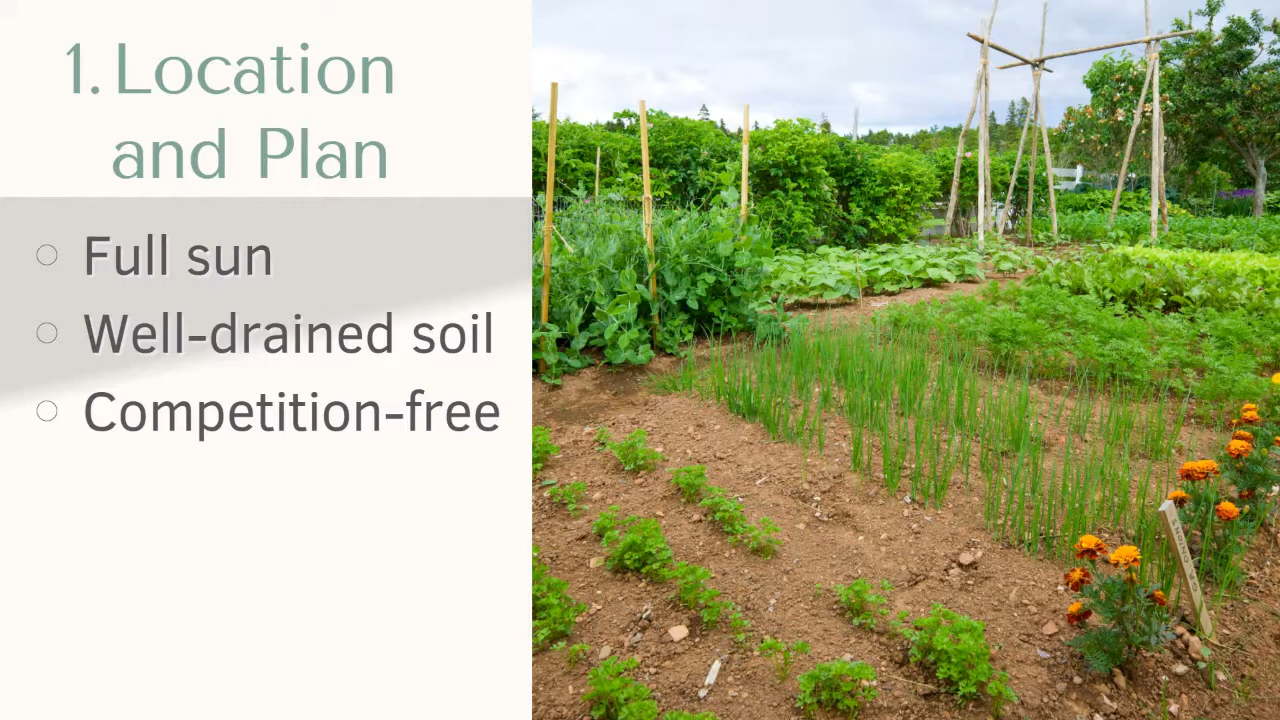 1. Location
and Plan
Full sun
Well-drained soil
Competition-free